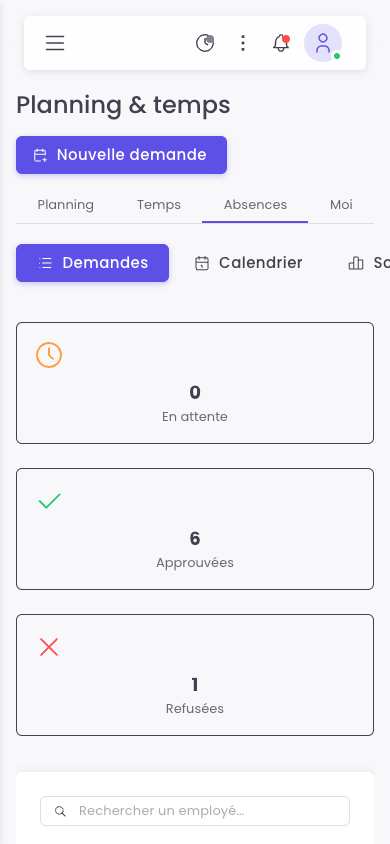 Planning & temps
Nouvelle demande
Planning Temps Absences Moi
Demandes Calendrier
0
En attente
6
Approuvées
1
Refusées
Rechercher un employé...